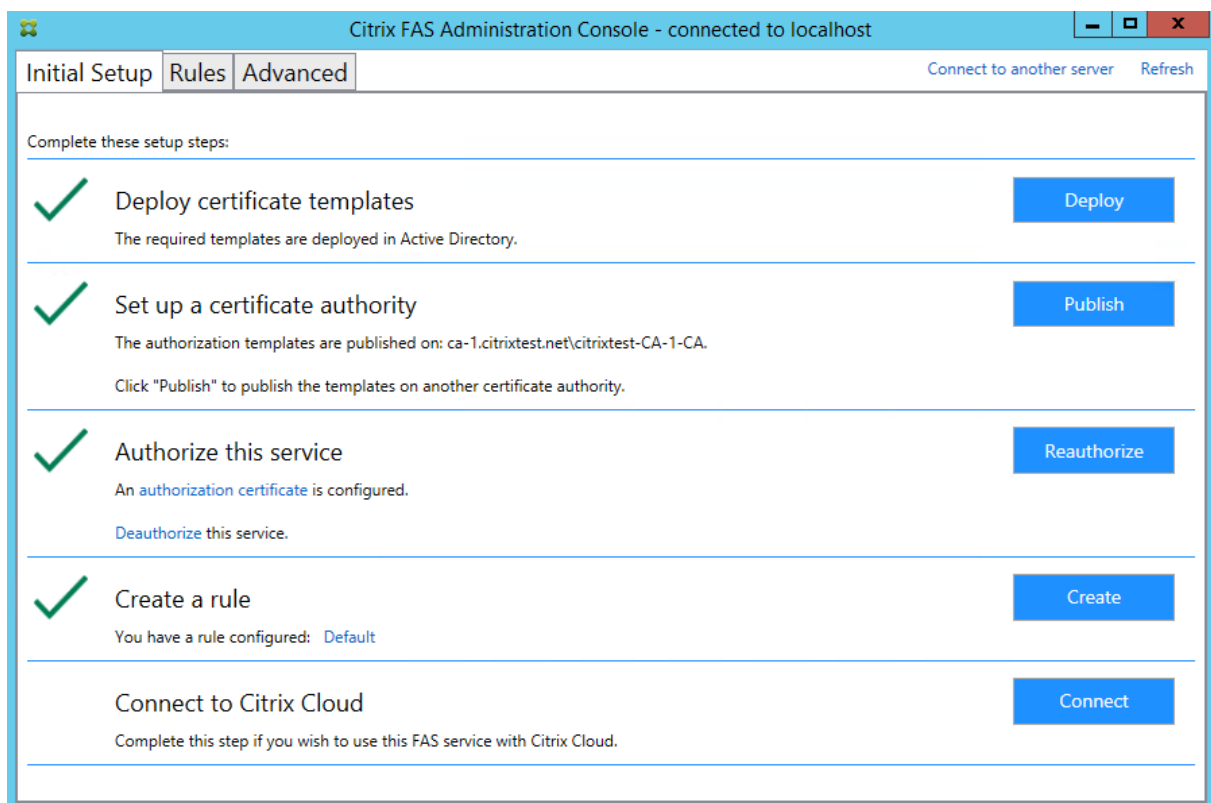 Citrix FAS Administration Console - connected to localhost
Initial Setup Rules Advanced Connect to another server Refresh
Complete these setup steps:
Deploy certificate templates Deploy
The required templates are deployed in Active Directory.
Set up a certificate authority Publish
The authorization templates are published on: ca-1.citrixtest.net\citrixtest-CA-1-CA.
Click "Publish" to publish the templates on another certificate authority.
Authorize this service Reauthorize
An authorization certificate is configured.
Deauthorize this service.
Create a rule Create
You have a rule configured: Default
Connect to Citrix Cloud Connect
Complete this step if you wish to use this FAS service with Citrix Cloud.